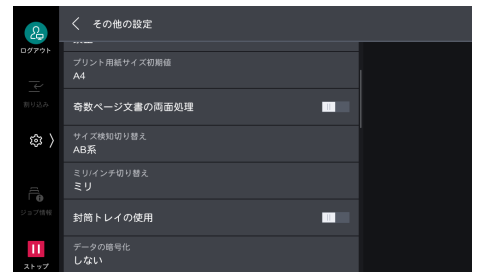 その他の設定
ログアウト
プリント用紙サイズ初期値
A4
割り込み
奇数ページ文書の両面処理
サイズ検知切り替え
AB系
ミリ/インチ切り替え
ミリ
ジョブ情報
封筒トレイの使用
データの暗号化
しない
ストップ